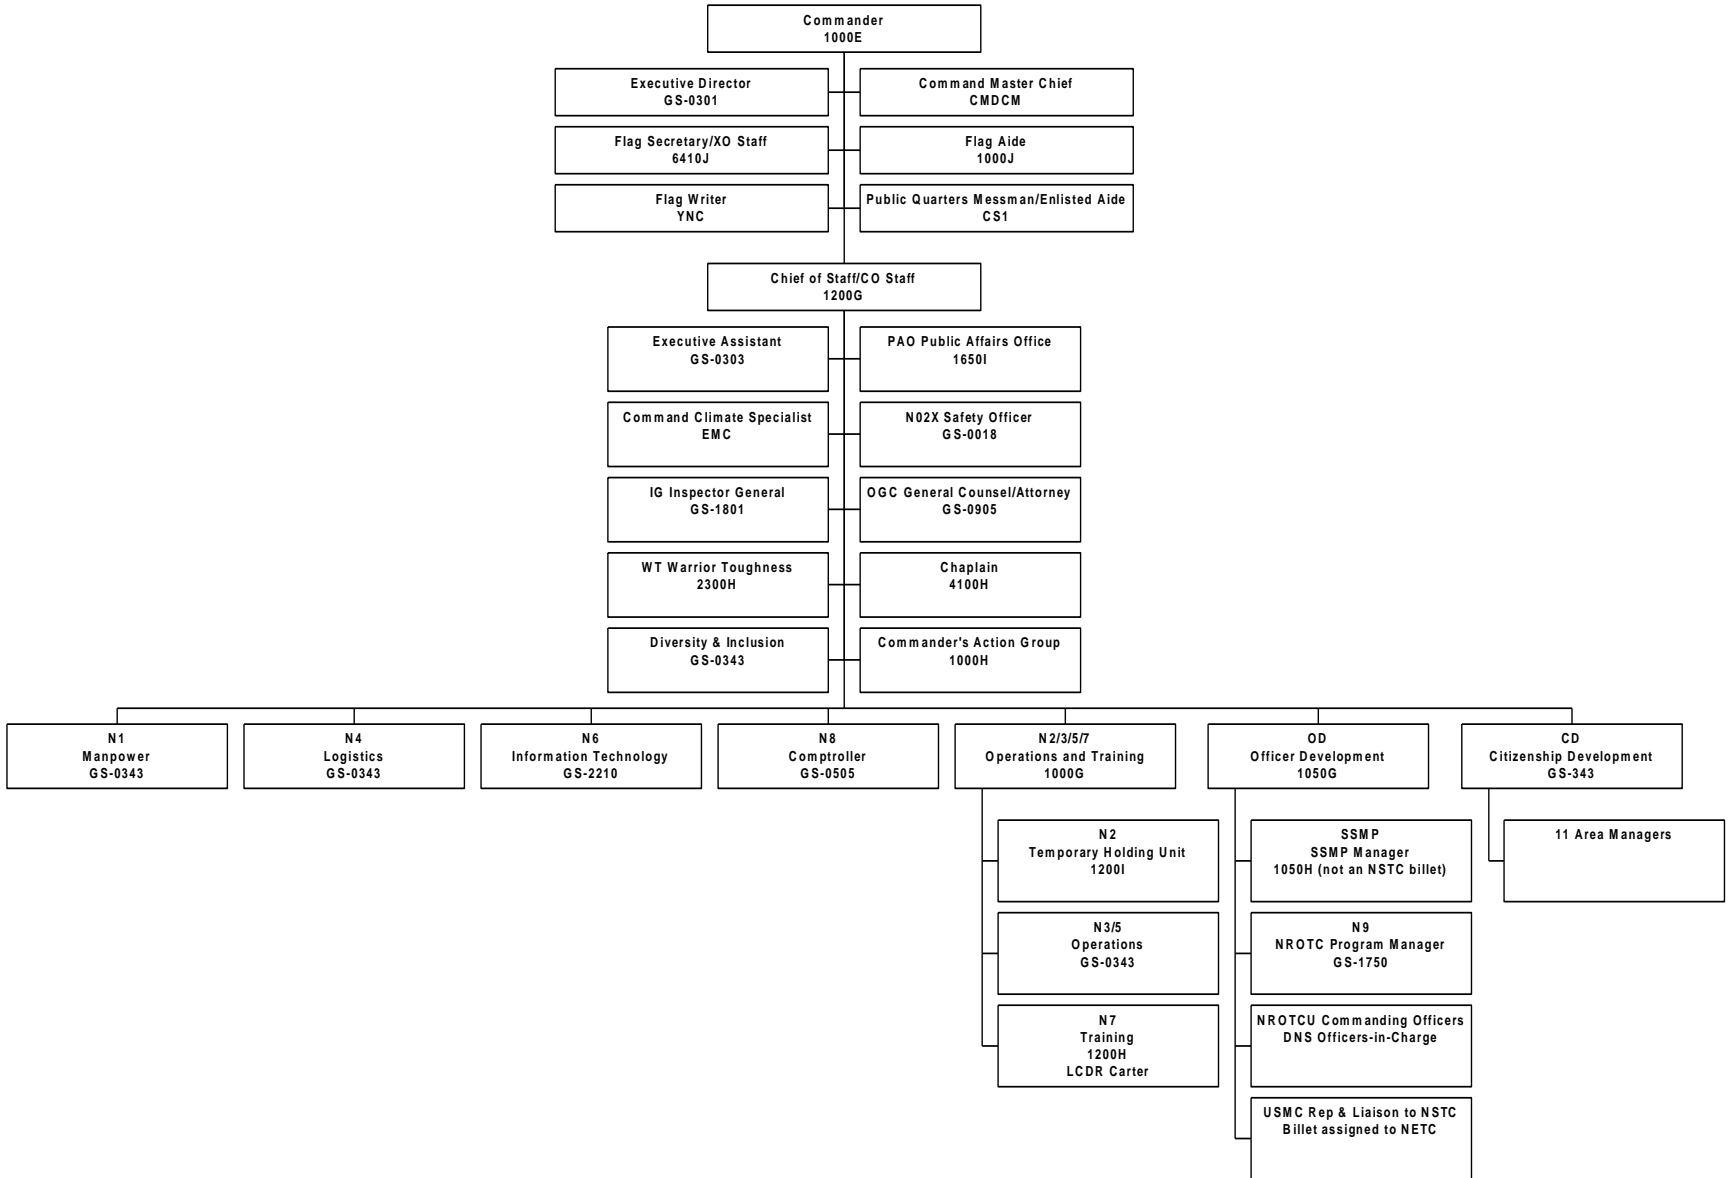 Commander
1000E
Executive Director
GS-0301
Command Master Chief
CMDCM
Flag Secretary/XO Staff
6410J
Flag Aide
1000J
Flag Writer
YNC
Public Quarters Messman/Enlisted Aide
CS1
Chief of Staff/CO Staff
1200G
Executive Assistant
GS-0303
PAO Public Affairs Office
1650I
Command Climate Specialist
EMC
N02X Safety Officer
GS-0018
IG Inspector General
GS-1801
OGC General Counsel/Attorney
GS-0905
WT Warrior Toughness
2300H
Chaplain
4100H
Diversity & Inclusion
GS-0343
Commander's Action Group
1000H
N1
Manpower
GS-0343
N4
Logistics
GS-0343
N6
Information Technology
GS-2210
N8
Comptroller
GS-0505
N2/3/5/7
Operations and Training
1000G
OD
Officer Development
1050G
CD
Citizenship Development
GS-343
N2
Temporary Holding Unit
1200I
SSMP
SSMP Manager
1050H (not an NSTC billet)
11 Area Managers
N3/5
Operations
GS-0343
N9
NROTC Program Manager
GS-1750
N7
Training
1200H
LCDR Carter
NROTCU Commanding Officers
DNS Officers-in-Charge
USMC Rep & Liaison to NSTC
Billet assigned to NETC